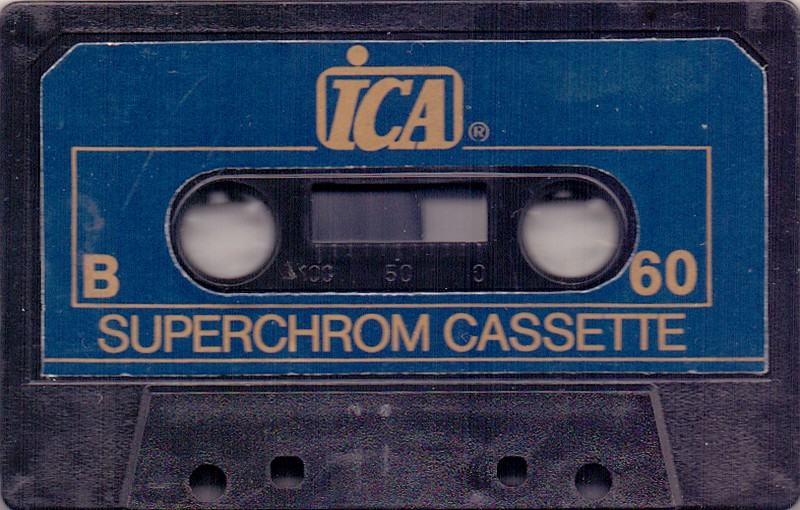 ICA®
100 50 0
B 60
SUPERCHROM CASSETTE